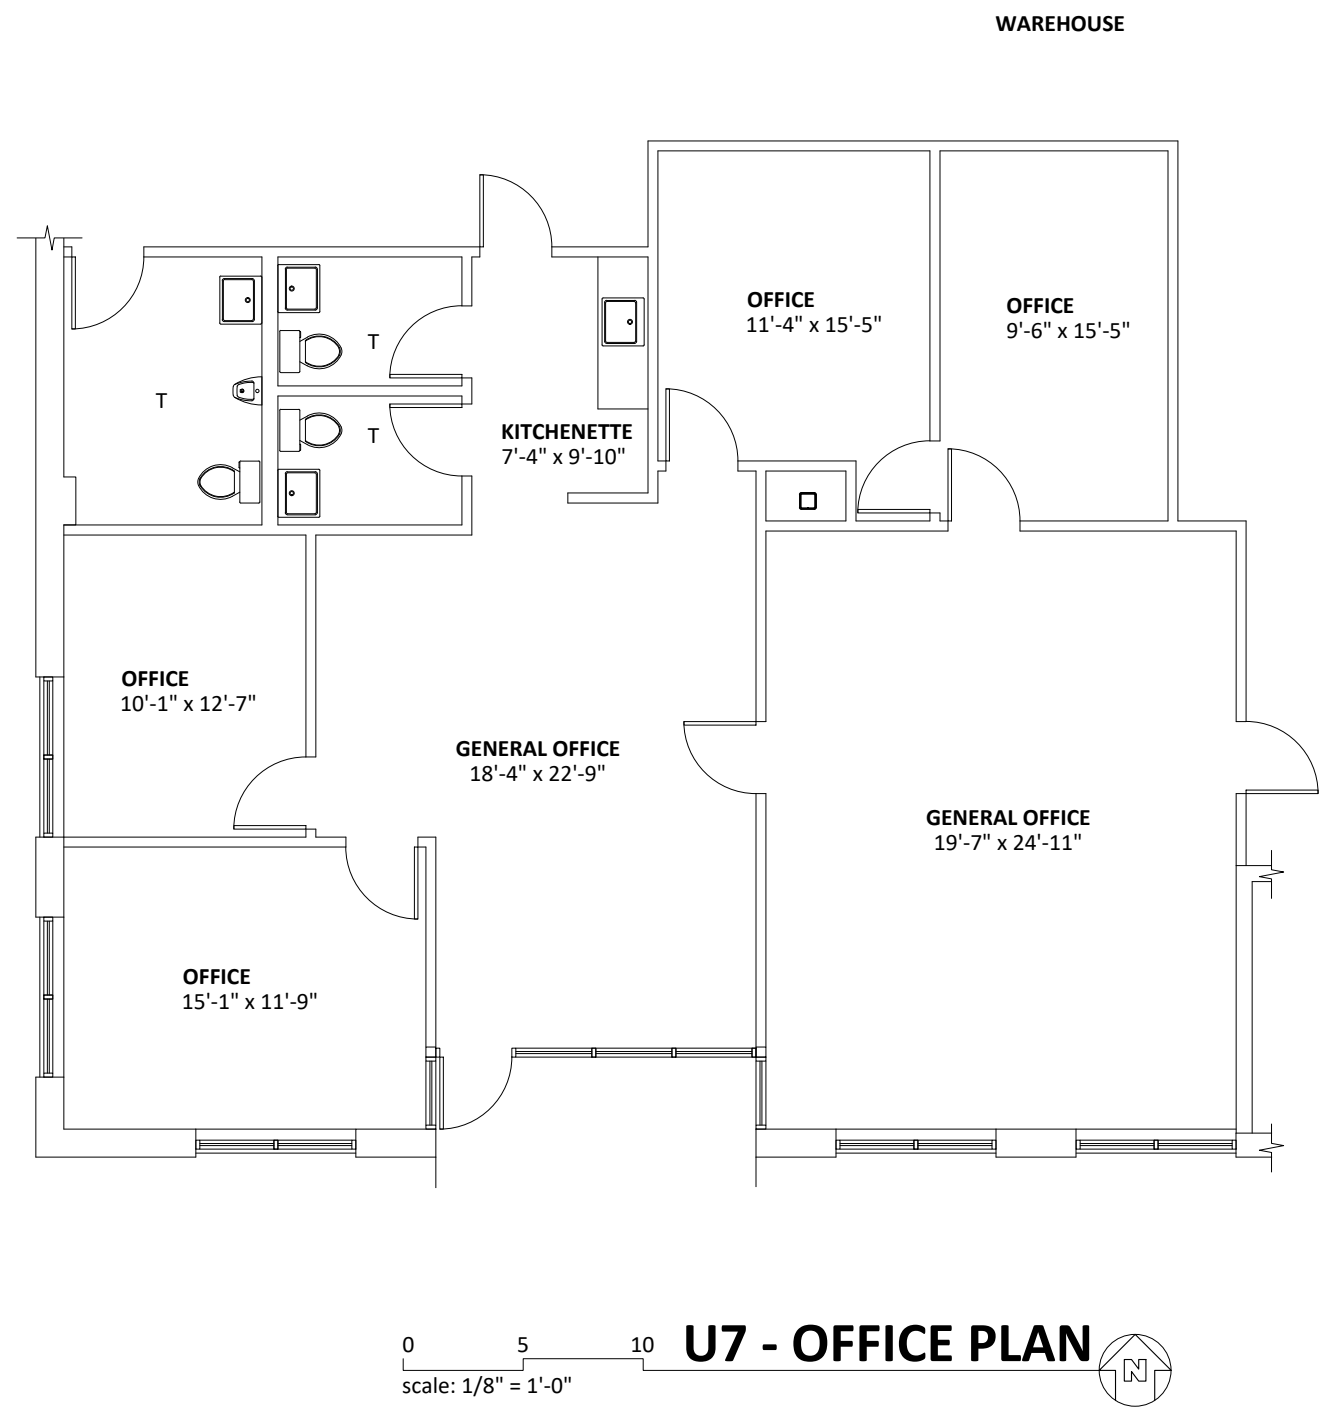 WAREHOUSE
OFFICE
11'-4" x 15'-5"
OFFICE
9'-6" x 15'-5"
T
T
T
KITCHENETTE
7'-4" x 9'-10"
OFFICE
10'-1" x 12'-7"
GENERAL OFFICE
18'-4" x 22'-9"
GENERAL OFFICE
19'-7" x 24'-11"
OFFICE
15'-1" x 11'-9"
0 5 10
U7 - OFFICE PLAN
N
scale: 1/8" = 1'-0"